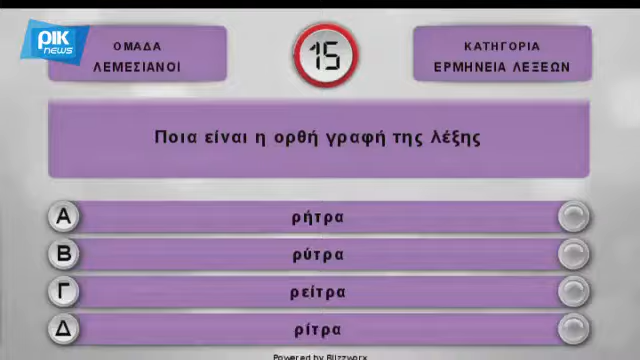 ΡΙΚ
news
ΟΜΑΔΑ
ΛΕΜΕΣΙΑΝΟΙ
15
ΚΑΤΗΓΟΡΙΑ
ΕΡΜΗΝΕΙΑ ΛΕΞΕΩΝ
Ποια είναι η ορθή γραφή της λέξης
Α ρήτρα
Β ρύτρα
Γ ρείτρα
Δ ρίτρα
Powered by Blizzworx